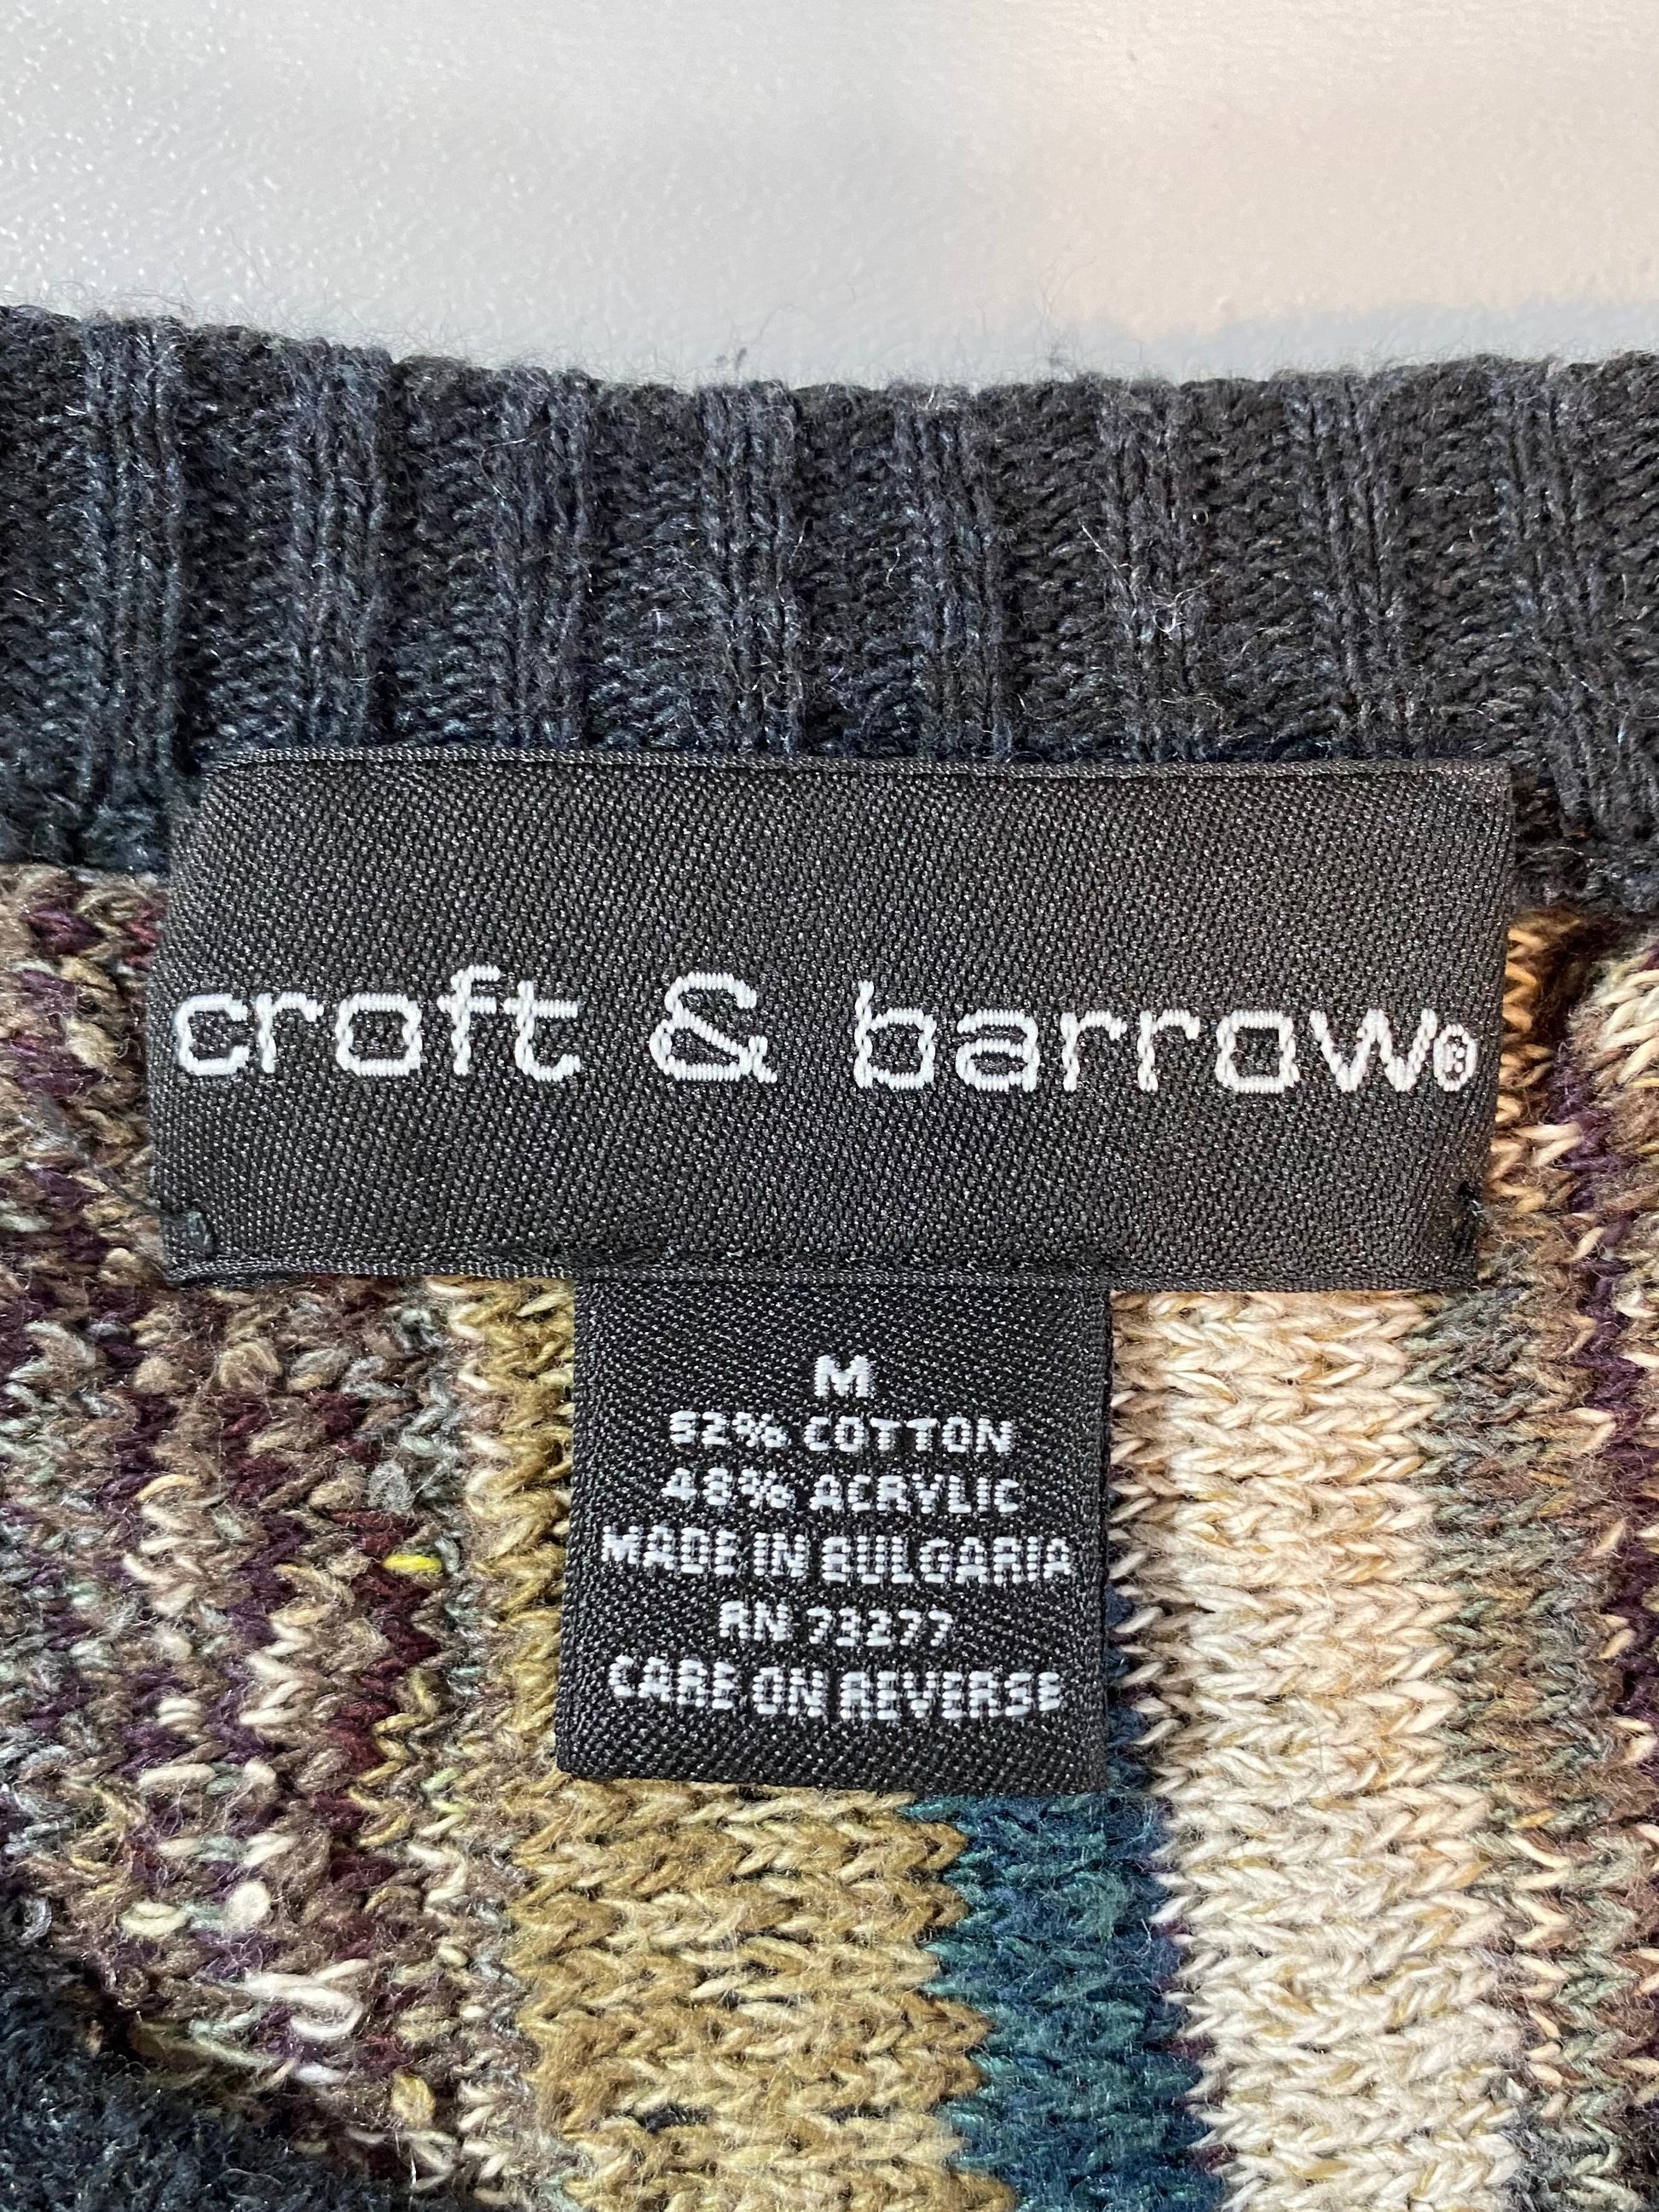 croft & barrow®
M
52% COTTON
48% ACRYLIC
MADE IN BULGARIA
RN 73277
CARE ON REVERSE